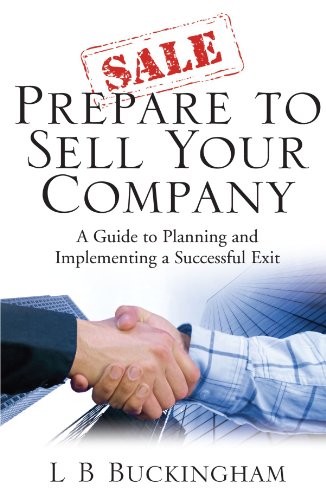 SALE
PREPARE TO
SELL YOUR
COMPANY
A Guide to Planning and
Implementing a Successful Exit
L B BUCKINGHAM